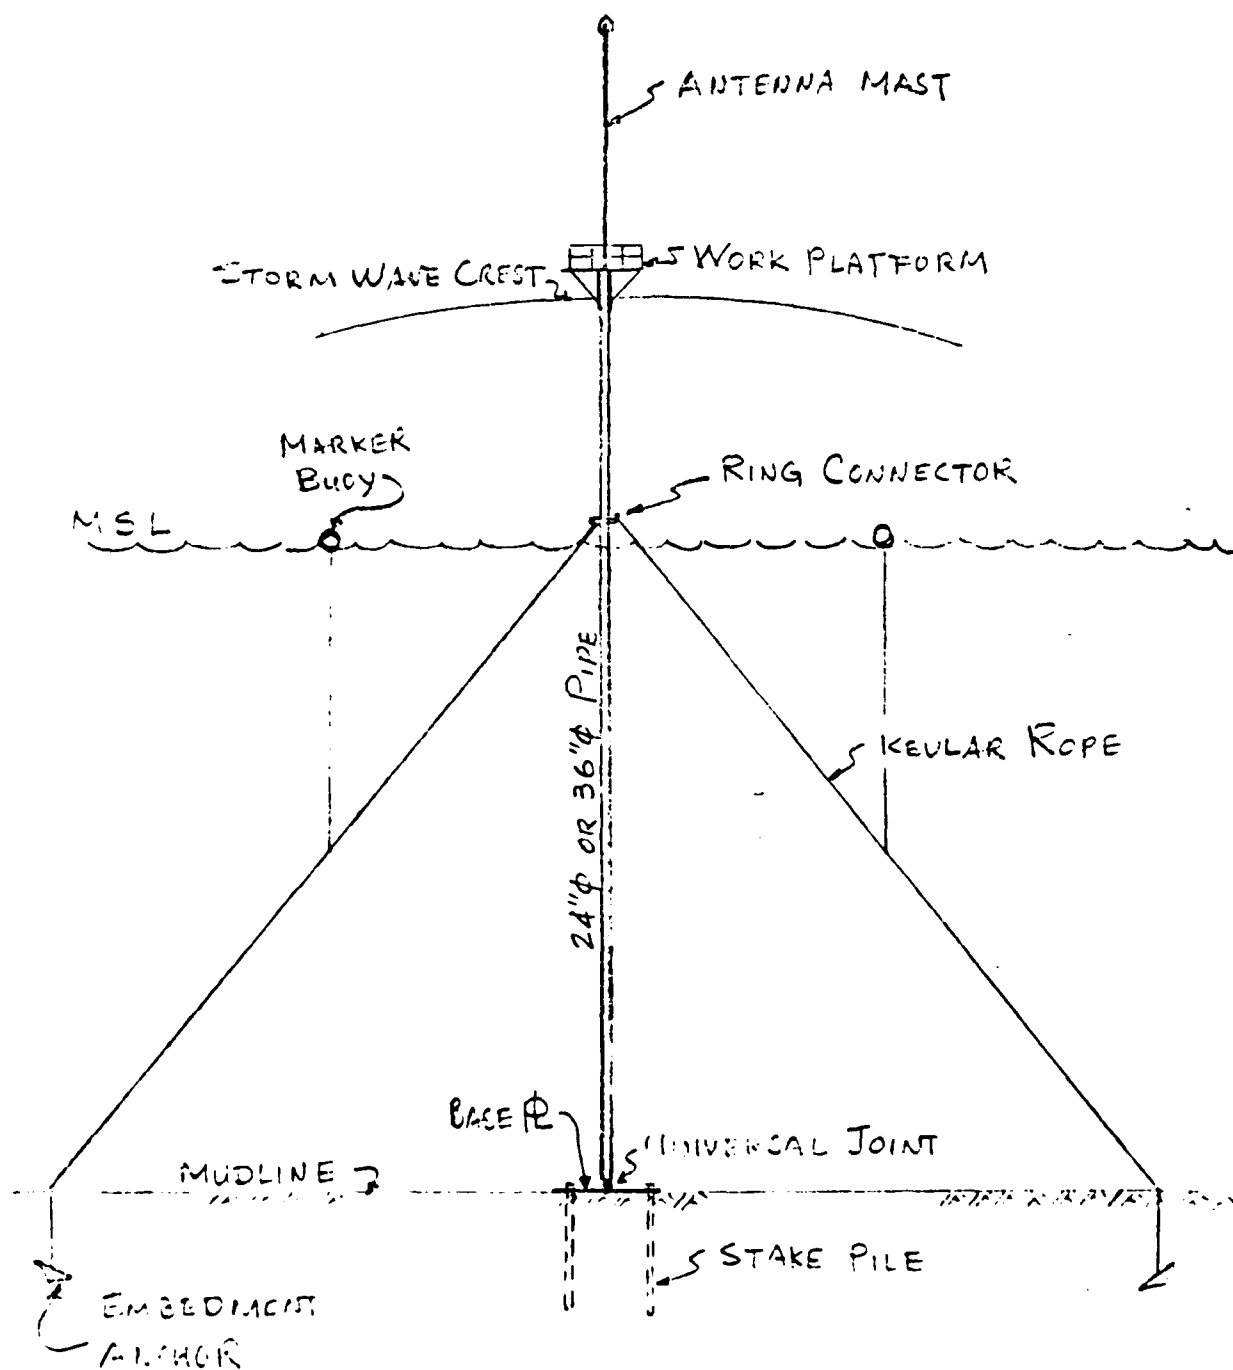 ANTENNA MAST
STORM WAVE CREST
WORK PLATFORM
MARKER
BUOY
RING CONNECTOR
MSL
24"ϕ OR 36"ϕ PIPE
KEVLAR ROPE
BASE ⅊
UNIVERSAL JOINT
MUDLINE
STAKE PILE
EMBEDMENT
ANCHOR